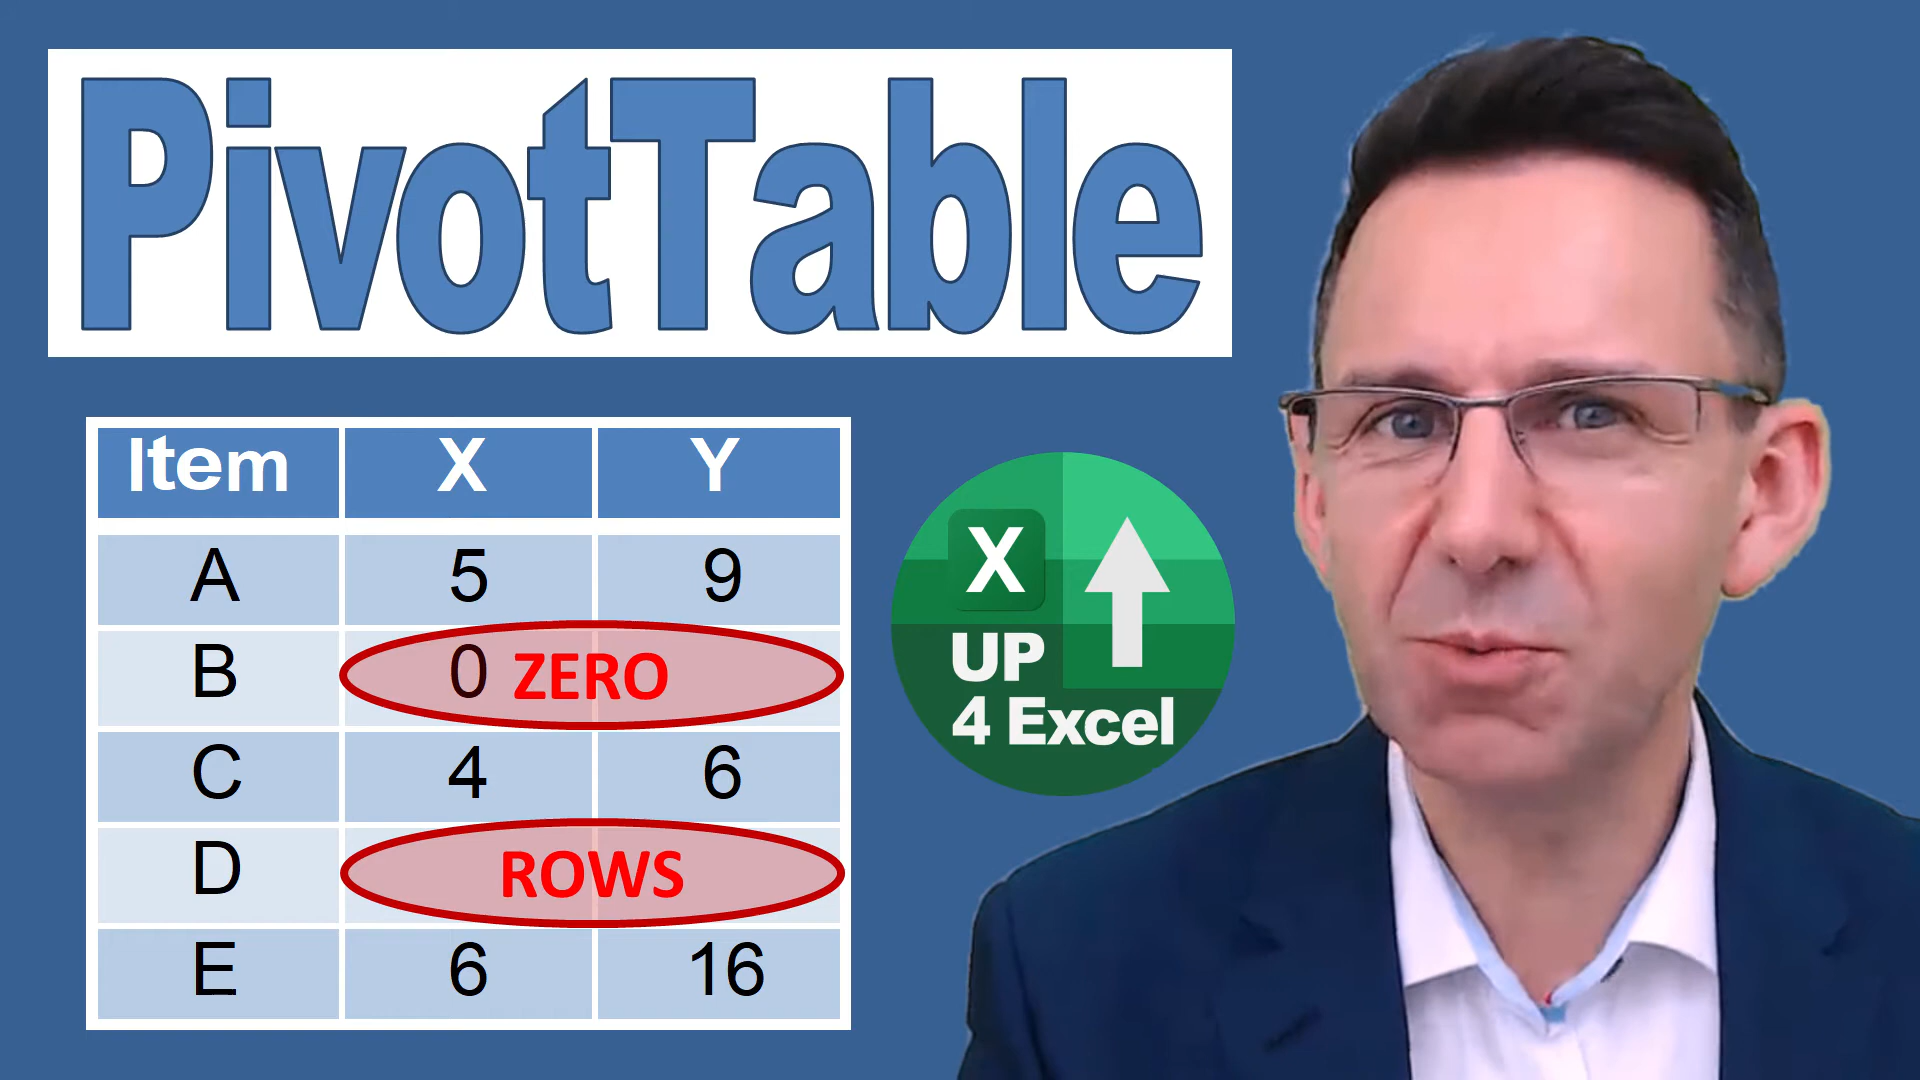 PivotTable
Item X Y
A 5 9
B 0 ZERO
C 4 6
D ROWS
E 6 16
X
UP
4 Excel